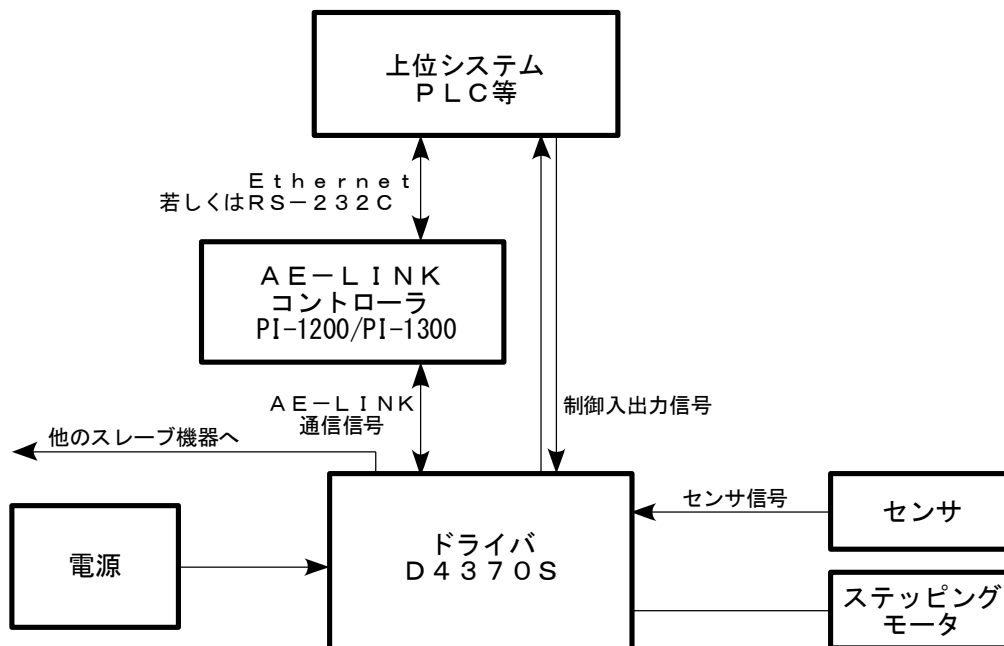 上位システム
ＰＬＣ等
Ｅｔｈｅｒｎｅｔ
若しくはＲＳ－２３２Ｃ
ＡＥ－ＬＩＮＫ
コントローラ
PI-1200/PI-1300
ＡＥ－ＬＩＮＫ
通信信号
制御入出力信号
他のスレーブ機器へ
電源
ドライバ
Ｄ４３７０Ｓ
センサ信号
センサ
ステッピング
モータ